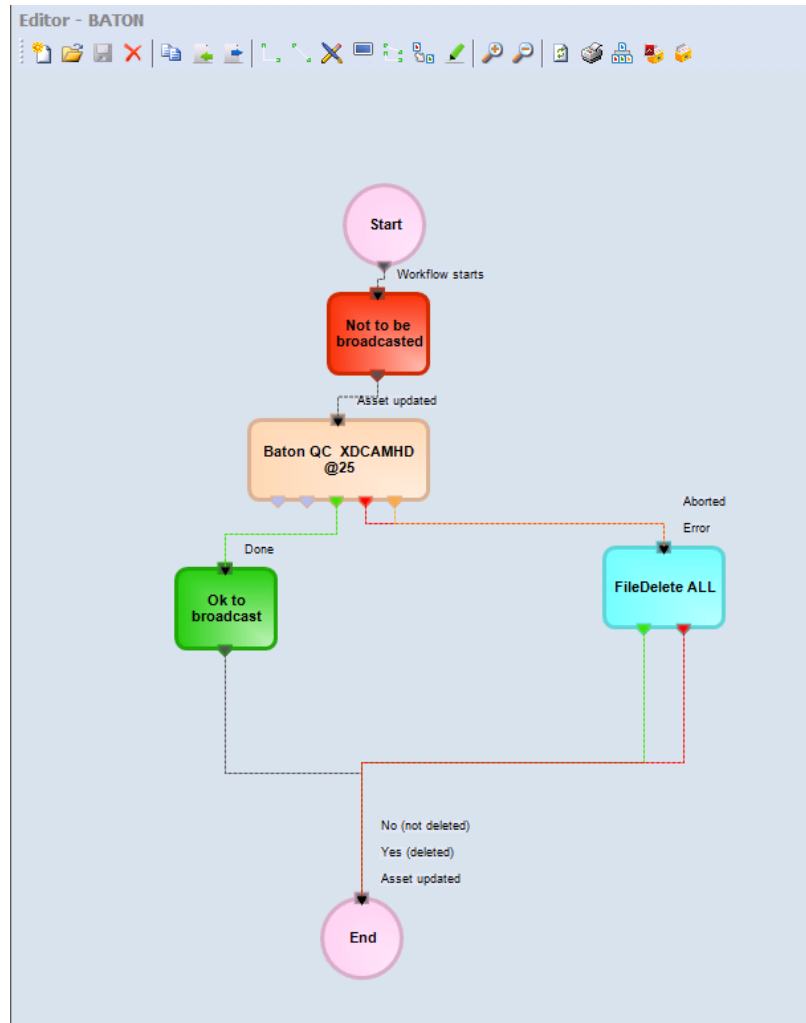 Editor - BATON
Start
Workflow starts
Not to be
broadcasted
Asset updated
Baton QC XDCAMHD
@25
Aborted
Error
Done
FileDelete ALL
Ok to
broadcast
No (not deleted)
Yes (deleted)
Asset updated
End